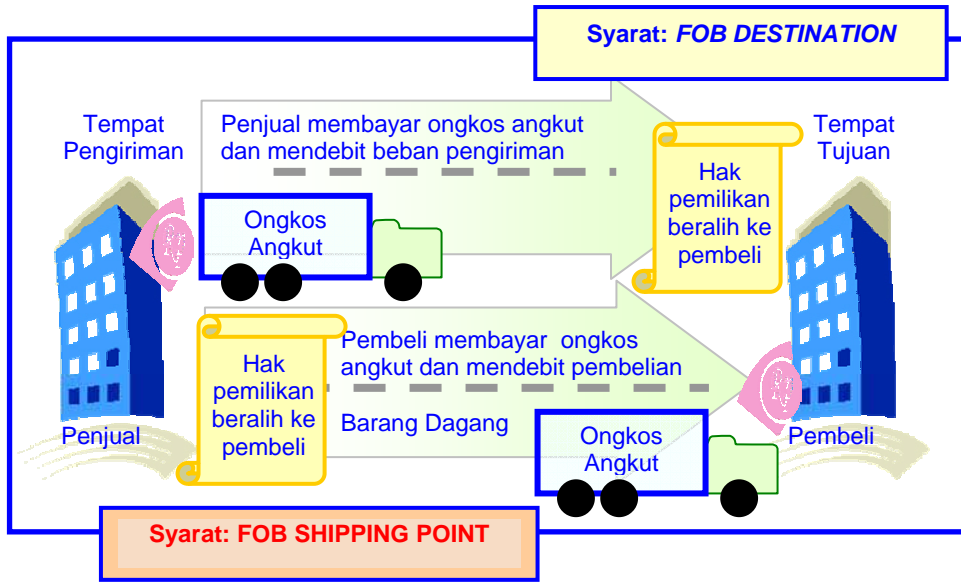 Syarat: FOB DESTINATION
Tempat
Pengiriman
Penjual membayar ongkos angkut
dan mendebit beban pengiriman
Tempat
Tujuan
Hak
pemilikan
beralih ke
pembeli
Ongkos
Angkut
Rp
Hak
pemilikan
beralih ke
pembeli
Pembeli membayar ongkos
angkut dan mendebit pembelian
Barang Dagang
Rp
Penjual
Ongkos
Angkut
Pembeli
Syarat: FOB SHIPPING POINT